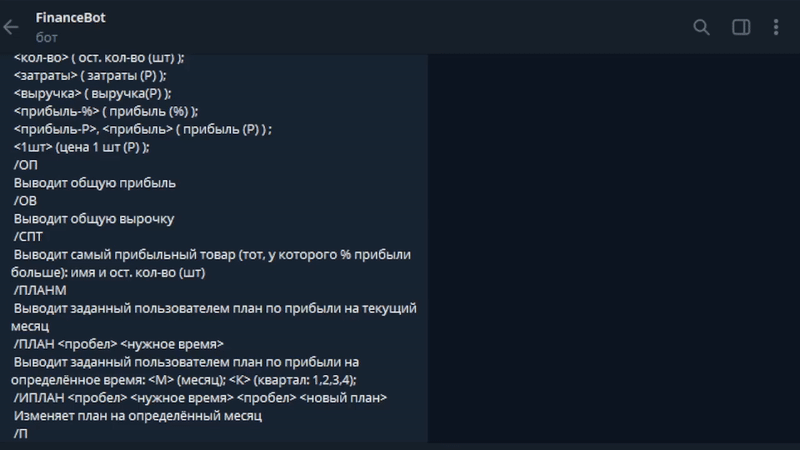 FinanceBot
бот
<кол-во> ( ост. кол-во (шт) );
<затраты> ( затраты (Р) );
<выручка> ( выручка(Р) );
<прибыль-%> ( прибыль (%) );
<прибыль-Р>, <прибыль> ( прибыль (Р) ) ;
<1шт> (цена 1 шт (Р) );
/ОП
Выводит общую прибыль
/ОВ
Выводит общую вырочку
/СПТ
Выводит самый прибыльный товар (тот, у которого % прибыли
больше): имя и ост. кол-во (шт)
/ПЛАНМ
Выводит заданный пользователем план по прибыли на текущий
месяц
/ПЛАН <пробел> <нужное время>
Выводит заданный пользователем план по прибыли на
определённое время: <М> (месяц); <К> (квартал: 1,2,3,4);
/ИПЛАН <пробел> <нужное время> <пробел> <новый план>
Изменяет план на определённый месяц
/П